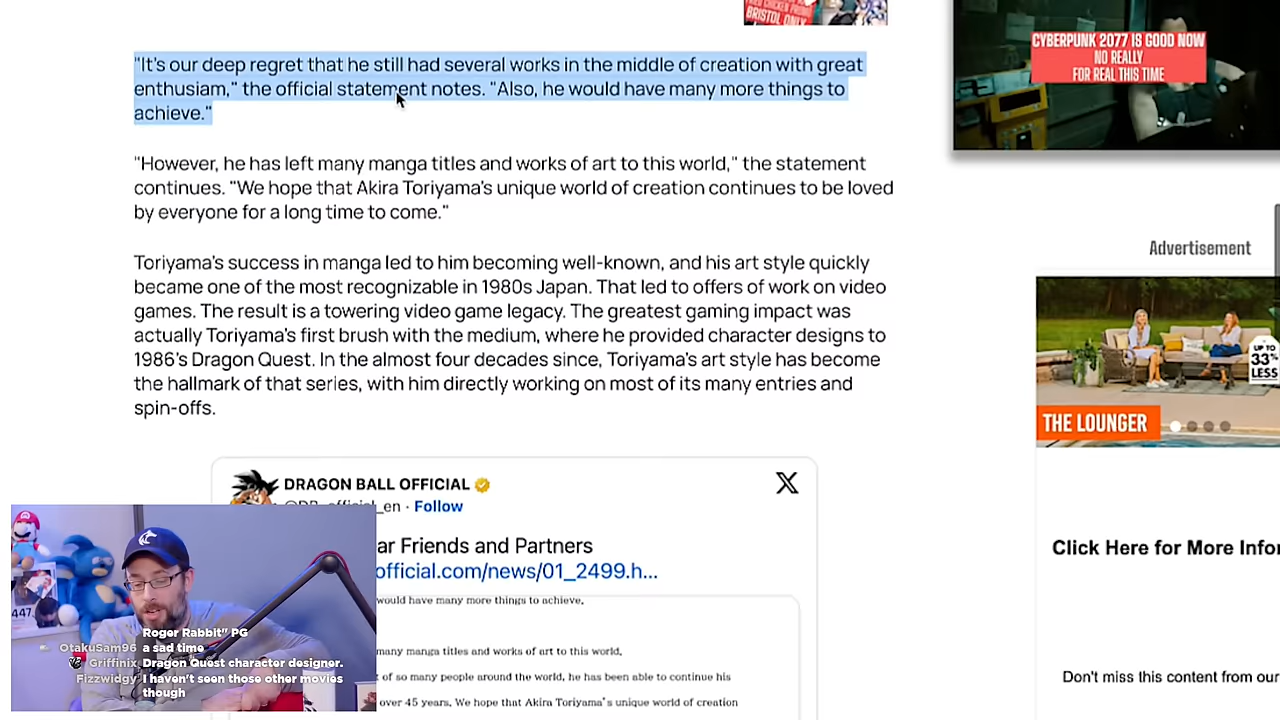 FRIED CHICKEN PROMO
BRISTOL ONLY
CYBERPUNK 2077 IS GOOD NOW
NO REALLY
FOR REAL THIS TIME
"It's our deep regret that he still had several works in the middle of creation with great
enthusiam," the official statement notes. "Also, he would have many more things to
achieve."
"However, he has left many manga titles and works of art to this world," the statement
continues. "We hope that Akira Toriyama's unique world of creation continues to be loved
by everyone for a long time to come."
Toriyama's success in manga led to him becoming well-known, and his art style quickly
became one of the most recognizable in 1980s Japan. That led to offers of work on video
games. The result is a towering video game legacy. The greatest gaming impact was
actually Toriyama's first brush with the medium, where he provided character designs to
1986's Dragon Quest. In the almost four decades since, Toriyama's art style has become
the hallmark of that series, with him directly working on most of its many entries and
spin-offs.
Advertisement
UP TO
33%
LESS
THE LOUNGER
Click Here for More Infor
Don't miss this content from our
DRAGON BALL OFFICIAL
_en · Follow
ar Friends and Partners
official.com/news/01_2499.h...
would have many more things to achieve.
many manga titles and works of art to this world.
of so many people around the world, he has been able to continue his
over 45 years. We hope that Akira Toriyama's unique world of creation
447
Roger Rabbit" PG
OtakuSam96 a sad time
Griffinix Dragon Quest character designer.
Fizzwidgy I haven't seen those other movies
though